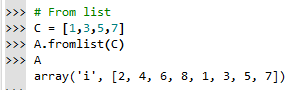 >>> # From list
>>> C = [1,3,5,7]
>>> A.fromlist(C)
>>> A
array('i', [2, 4, 6, 8, 1, 3, 5, 7])
>>>